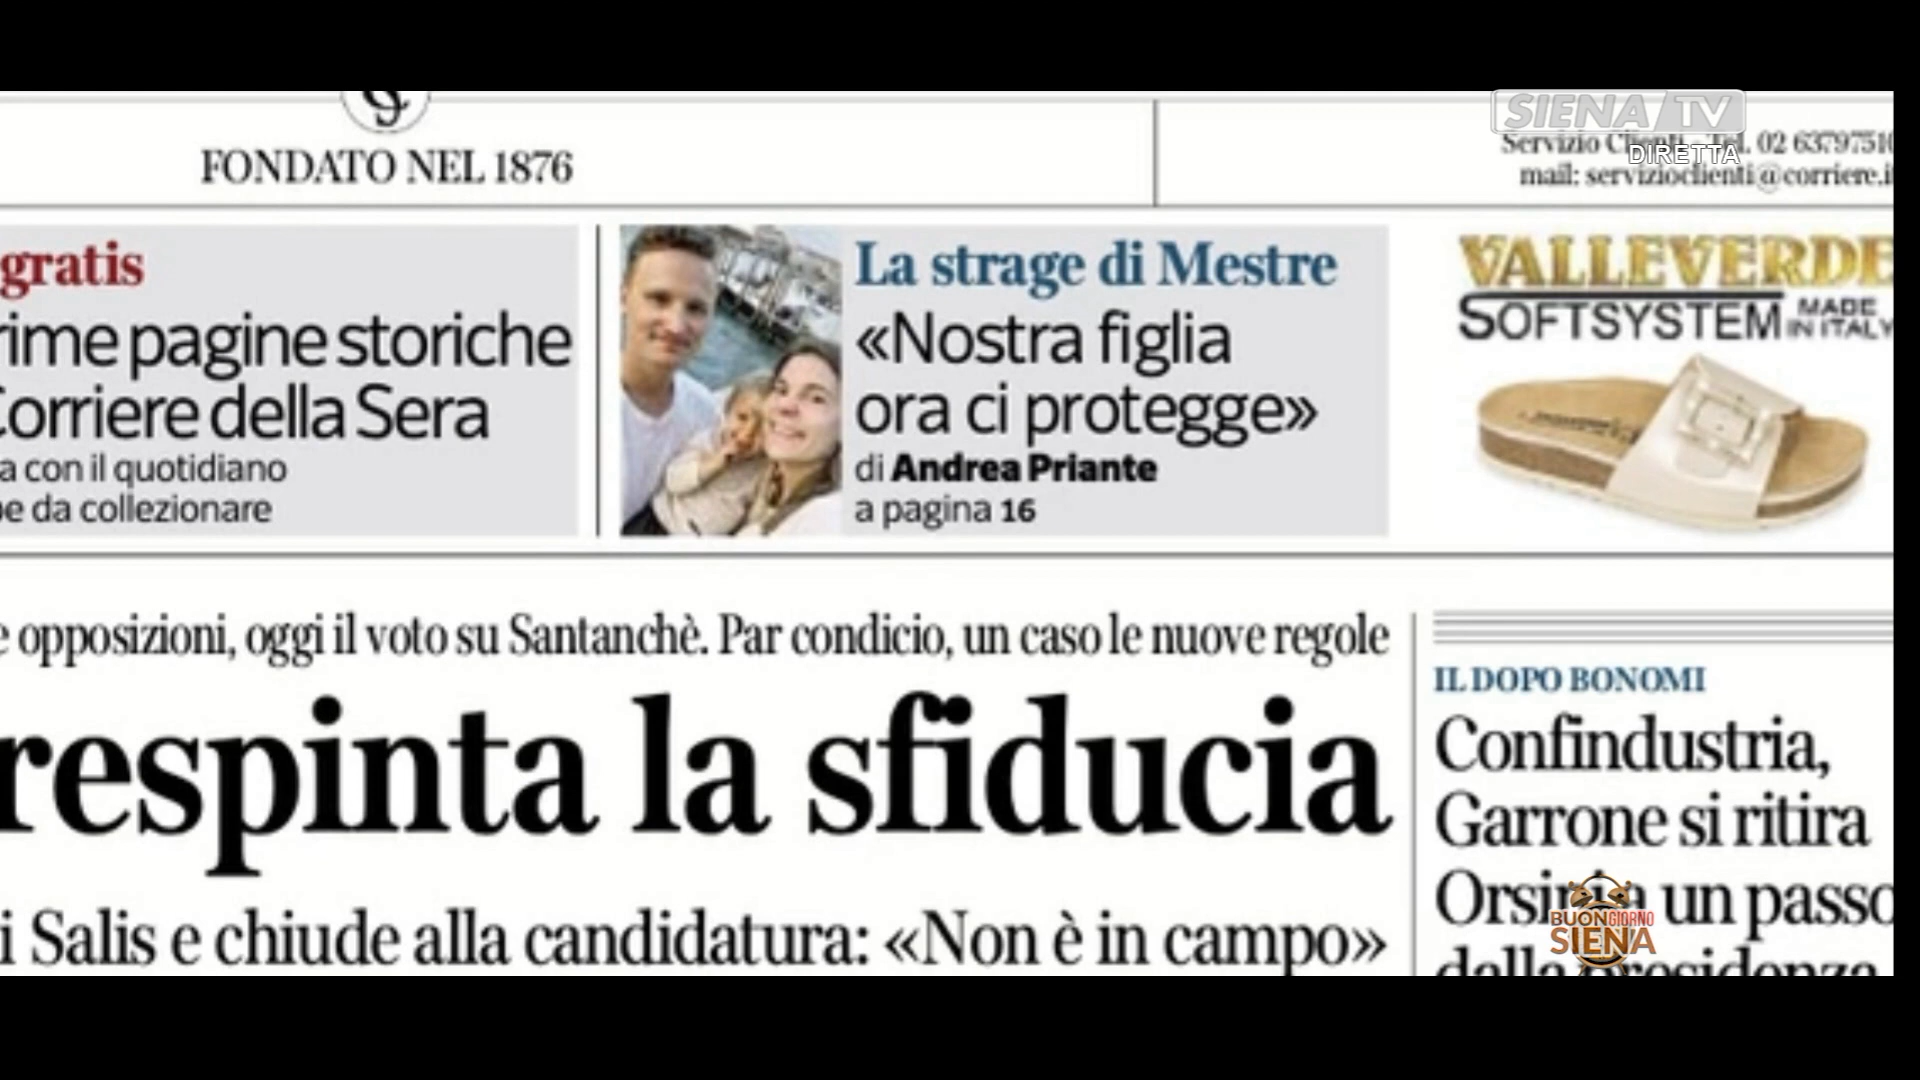 SIENA TV
DIRETTA
FONDATO NEL 1876
Servizio Clienti - Tel. 02 63797510
mail: servizioclienti@corriere.it
gratis
rime pagine storiche
Corriere della Sera
a con il quotidiano
e da collezionare
La strage di Mestre
«Nostra figlia
ora ci protegge»
di Andrea Priante
a pagina 16
VALLEVERDE
SOFTSYSTEM MADE IN ITALY
e opposizioni, oggi il voto su Santanchè. Par condicio, un caso le nuove regole
respinta la sfiducia
i Salis e chiude alla candidatura: «Non è in campo»
IL DOPO BONOMI
Confindustria,
Garrone si ritira
Orsini a un passo
dalla presidenza
BUONGIORNO
SIENA